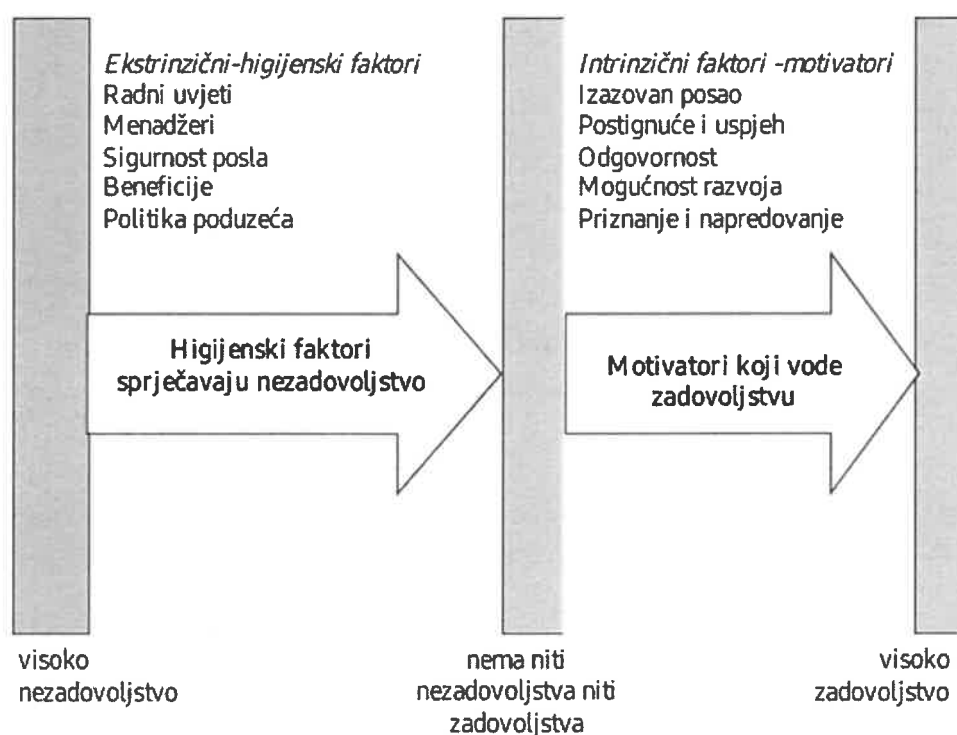 Ekstrinzični-higijenski faktori
Radni uvjeti
Menadžeri
Sigurnost posla
Beneficije
Politika poduzeća
Intrinzični faktori -motivatori
Izazovan posao
Postignuće i uspjeh
Odgovornost
Mogućnost razvoja
Priznanje i napredovanje
Higijenski faktori
sprječavaju nezadovoljstvo
Motivatori koji vode
zadovoljstvu
visoko
nezadovoljstvo
nema niti
nezadovoljstva niti
zadovoljstva
visoko
zadovoljstvo